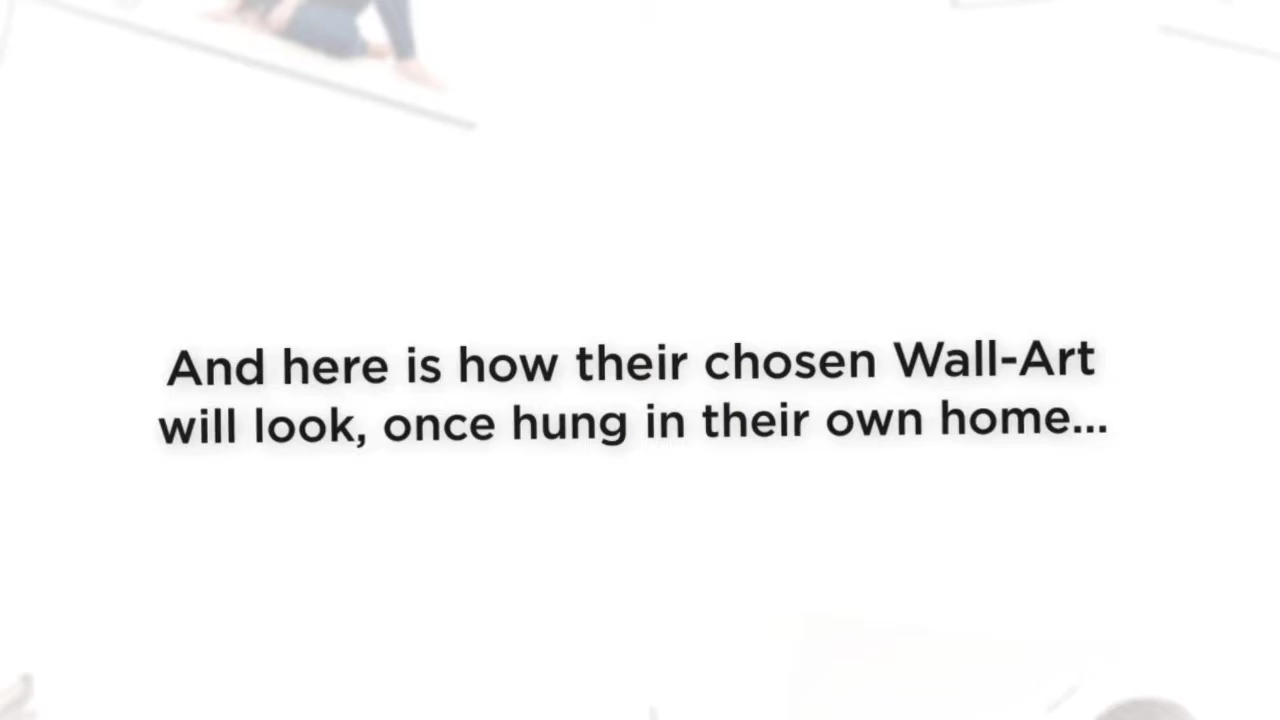 And here is how their chosen Wall-Art
will look, once hung in their own home...